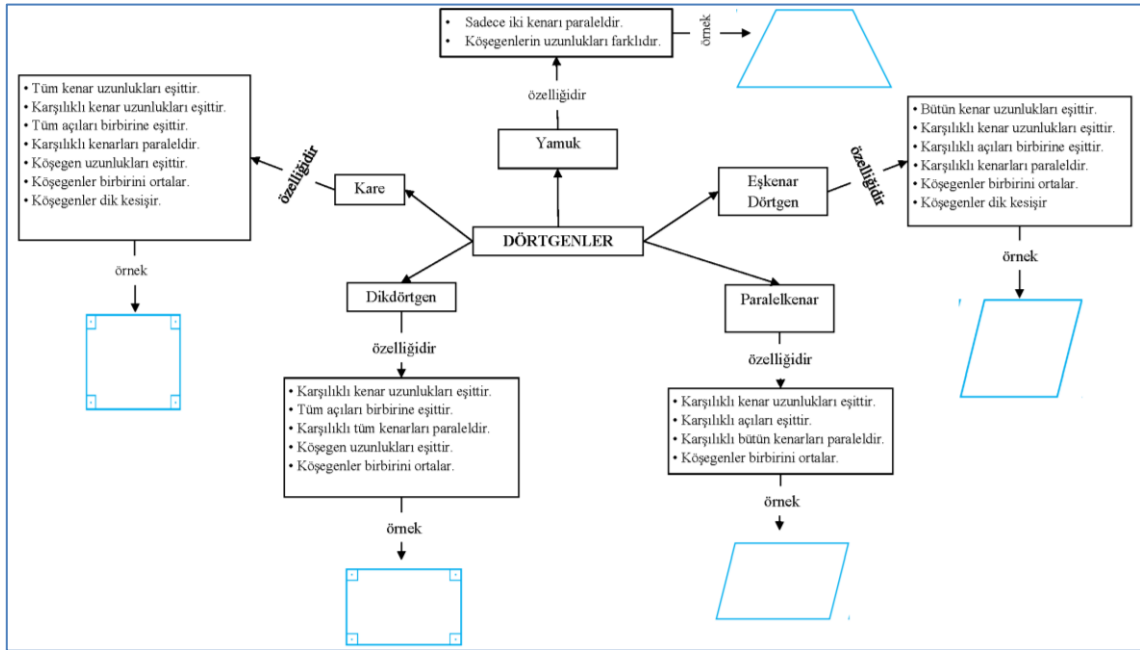 • Sadece iki kenarı paraleldir.
• Köşegenlerin uzunlukları farklıdır.
örnek
özelliğidir
Yamuk
• Tüm kenar uzunlukları eşittir.
• Karşılıklı kenar uzunlukları eşittir.
• Tüm açıları birbirine eşittir.
• Karşılıklı kenarları paraleldir.
• Köşegen uzunlukları eşittir.
• Köşegenler birbirini ortalar.
• Köşegenler dik kesişir.
özelliğidir
Kare
örnek
• Bütün kenar uzunlukları eşittir.
• Karşılıklı kenar uzunlukları eşittir.
• Karşılıklı açıları birbirine eşittir.
• Karşılıklı kenarları paraleldir.
• Köşegenler birbirini ortalar.
• Köşegenler dik kesişir
özelliğidir
Eşkenar
Dörtgen
örnek
DÖRTGENLER
Dikdörtgen
özelliğidir
• Karşılıklı kenar uzunlukları eşittir.
• Tüm açıları birbirine eşittir.
• Karşılıklı tüm kenarları paraleldir.
• Köşegen uzunlukları eşittir.
• Köşegenler birbirini ortalar.
örnek
Paralelkenar
özelliğidir
• Karşılıklı kenar uzunlukları eşittir.
• Karşılıklı açıları eşittir.
• Karşılıklı bütün kenarları paraleldir.
• Köşegenler birbirini ortalar.
örnek